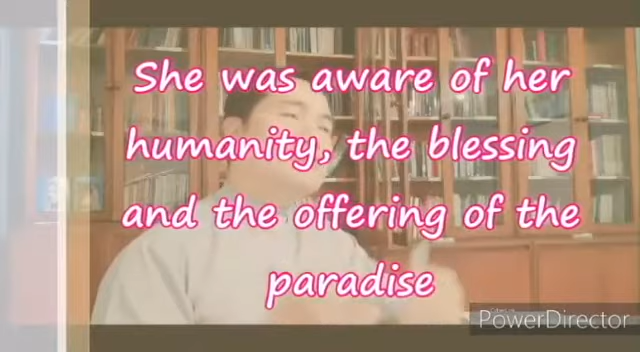 She was aware of her
humanity, the blessing
and the offering of the
paradise
PowerDirector